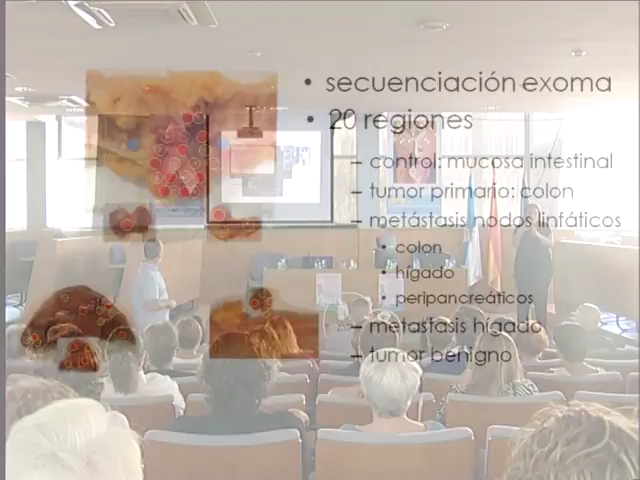 • secuenciación exoma
• 20 regiones
– control: mucosa intestinal
– tumor primario: colon
– metástasis nodos linfáticos
• colon
• hígado
• peripancreáticos
– metástasis hígado
– tumor benigno